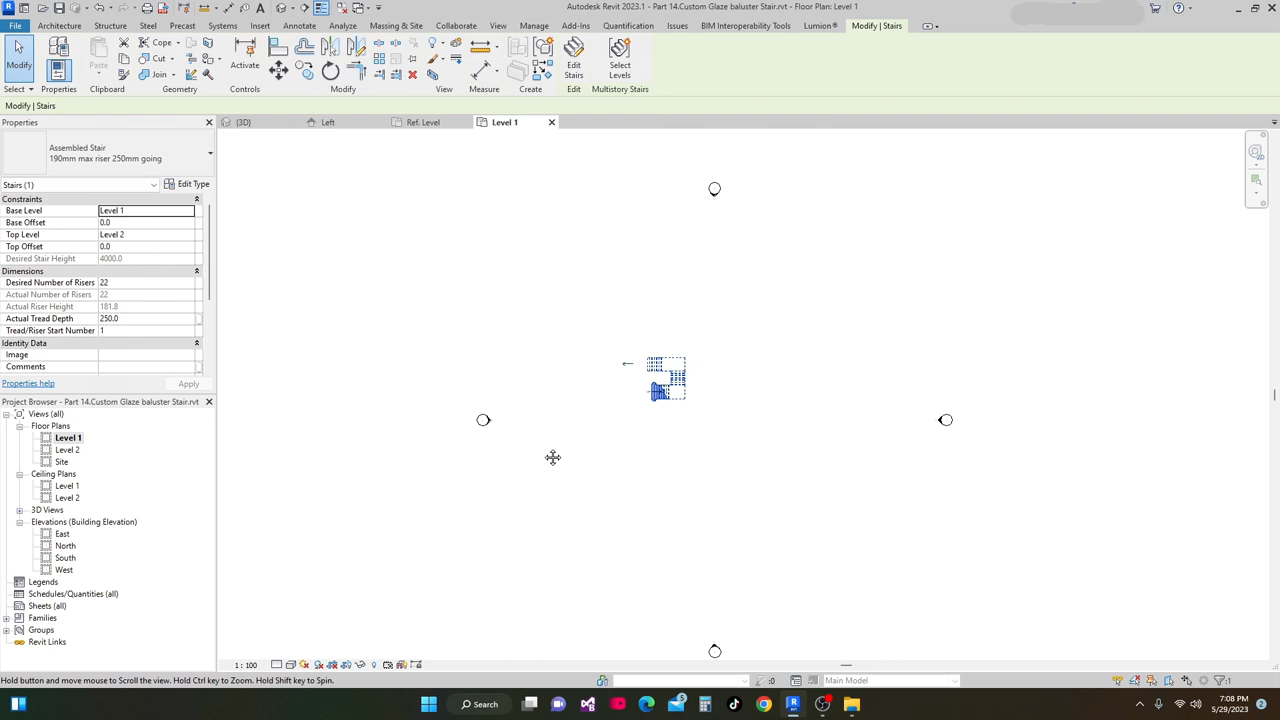 Autodesk Revit 2023.1 - Part 14.Custom Glaze baluster Stair.rvt - Floor Plan: Level 1
File Architecture Structure Steel Precast Systems Insert Annotate Analyze Massing & Site Collaborate View Manage Add-Ins Quantification Issues BIM Interoperability Tools Lumion® Modify | Stairs
Modify Paste Cope Cut Join Activate Edit Stairs Select Levels
Select Properties Clipboard Geometry Controls Modify View Measure Create Edit Multistory Stairs
Modify | Stairs
Properties
{3D} Left Ref. Level Level 1
Assembled Stair
190mm max riser 250mm going
Stairs (1) Edit Type
Constraints
Base Level Level 1
Base Offset 0.0
Top Level Level 2
Top Offset 0.0
Desired Stair Height 4000.0
Dimensions
Desired Number of Risers 22
Actual Number of Risers 22
Actual Riser Height 181.8
Actual Tread Depth 250.0
Tread/Riser Start Number 1
Identity Data
Image
Comments
Properties help Apply
Project Browser - Part 14.Custom Glaze baluster Stair.rvt
Views (all)
Floor Plans
Level 1
Level 2
Site
Ceiling Plans
Level 1
Level 2
3D Views
Elevations (Building Elevation)
East
North
South
West
Legends
Schedules/Quantities (all)
Sheets (all)
Families
Groups
Revit Links
1 : 100
Hold button and move mouse to Scroll the view. Hold Ctrl key to Zoom. Hold Shift key to Spin.
:0 Main Model :1
Search
7:08 PM
5/29/2023